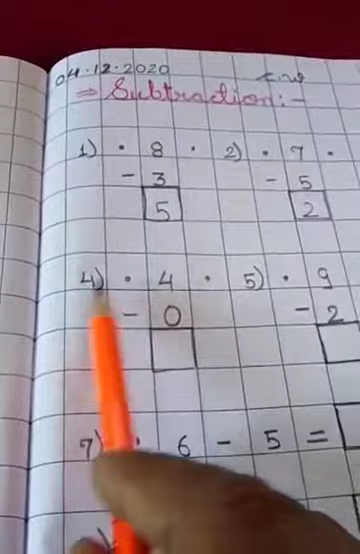 04.12.2020
C.W
⇒ Subtraction:-
1) • 8 • 2) • 7 •
- 3 - 5
5 2
4) • 4 • 5) • 9
- 0 - 2
7) • 6 - 5 =